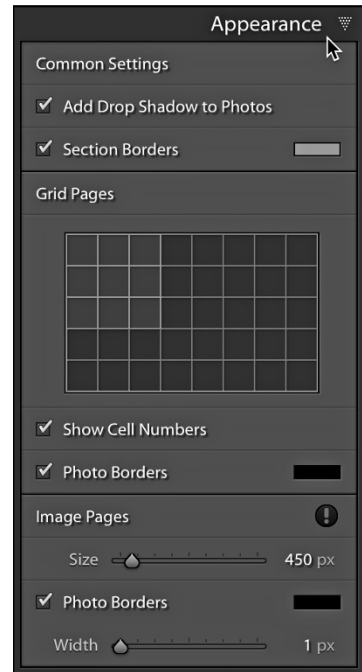 Appearance
Common Settings
Add Drop Shadow to Photos
Section Borders
Grid Pages
Show Cell Numbers
Photo Borders
Image Pages
Size 450 px
Photo Borders
Width 1 px